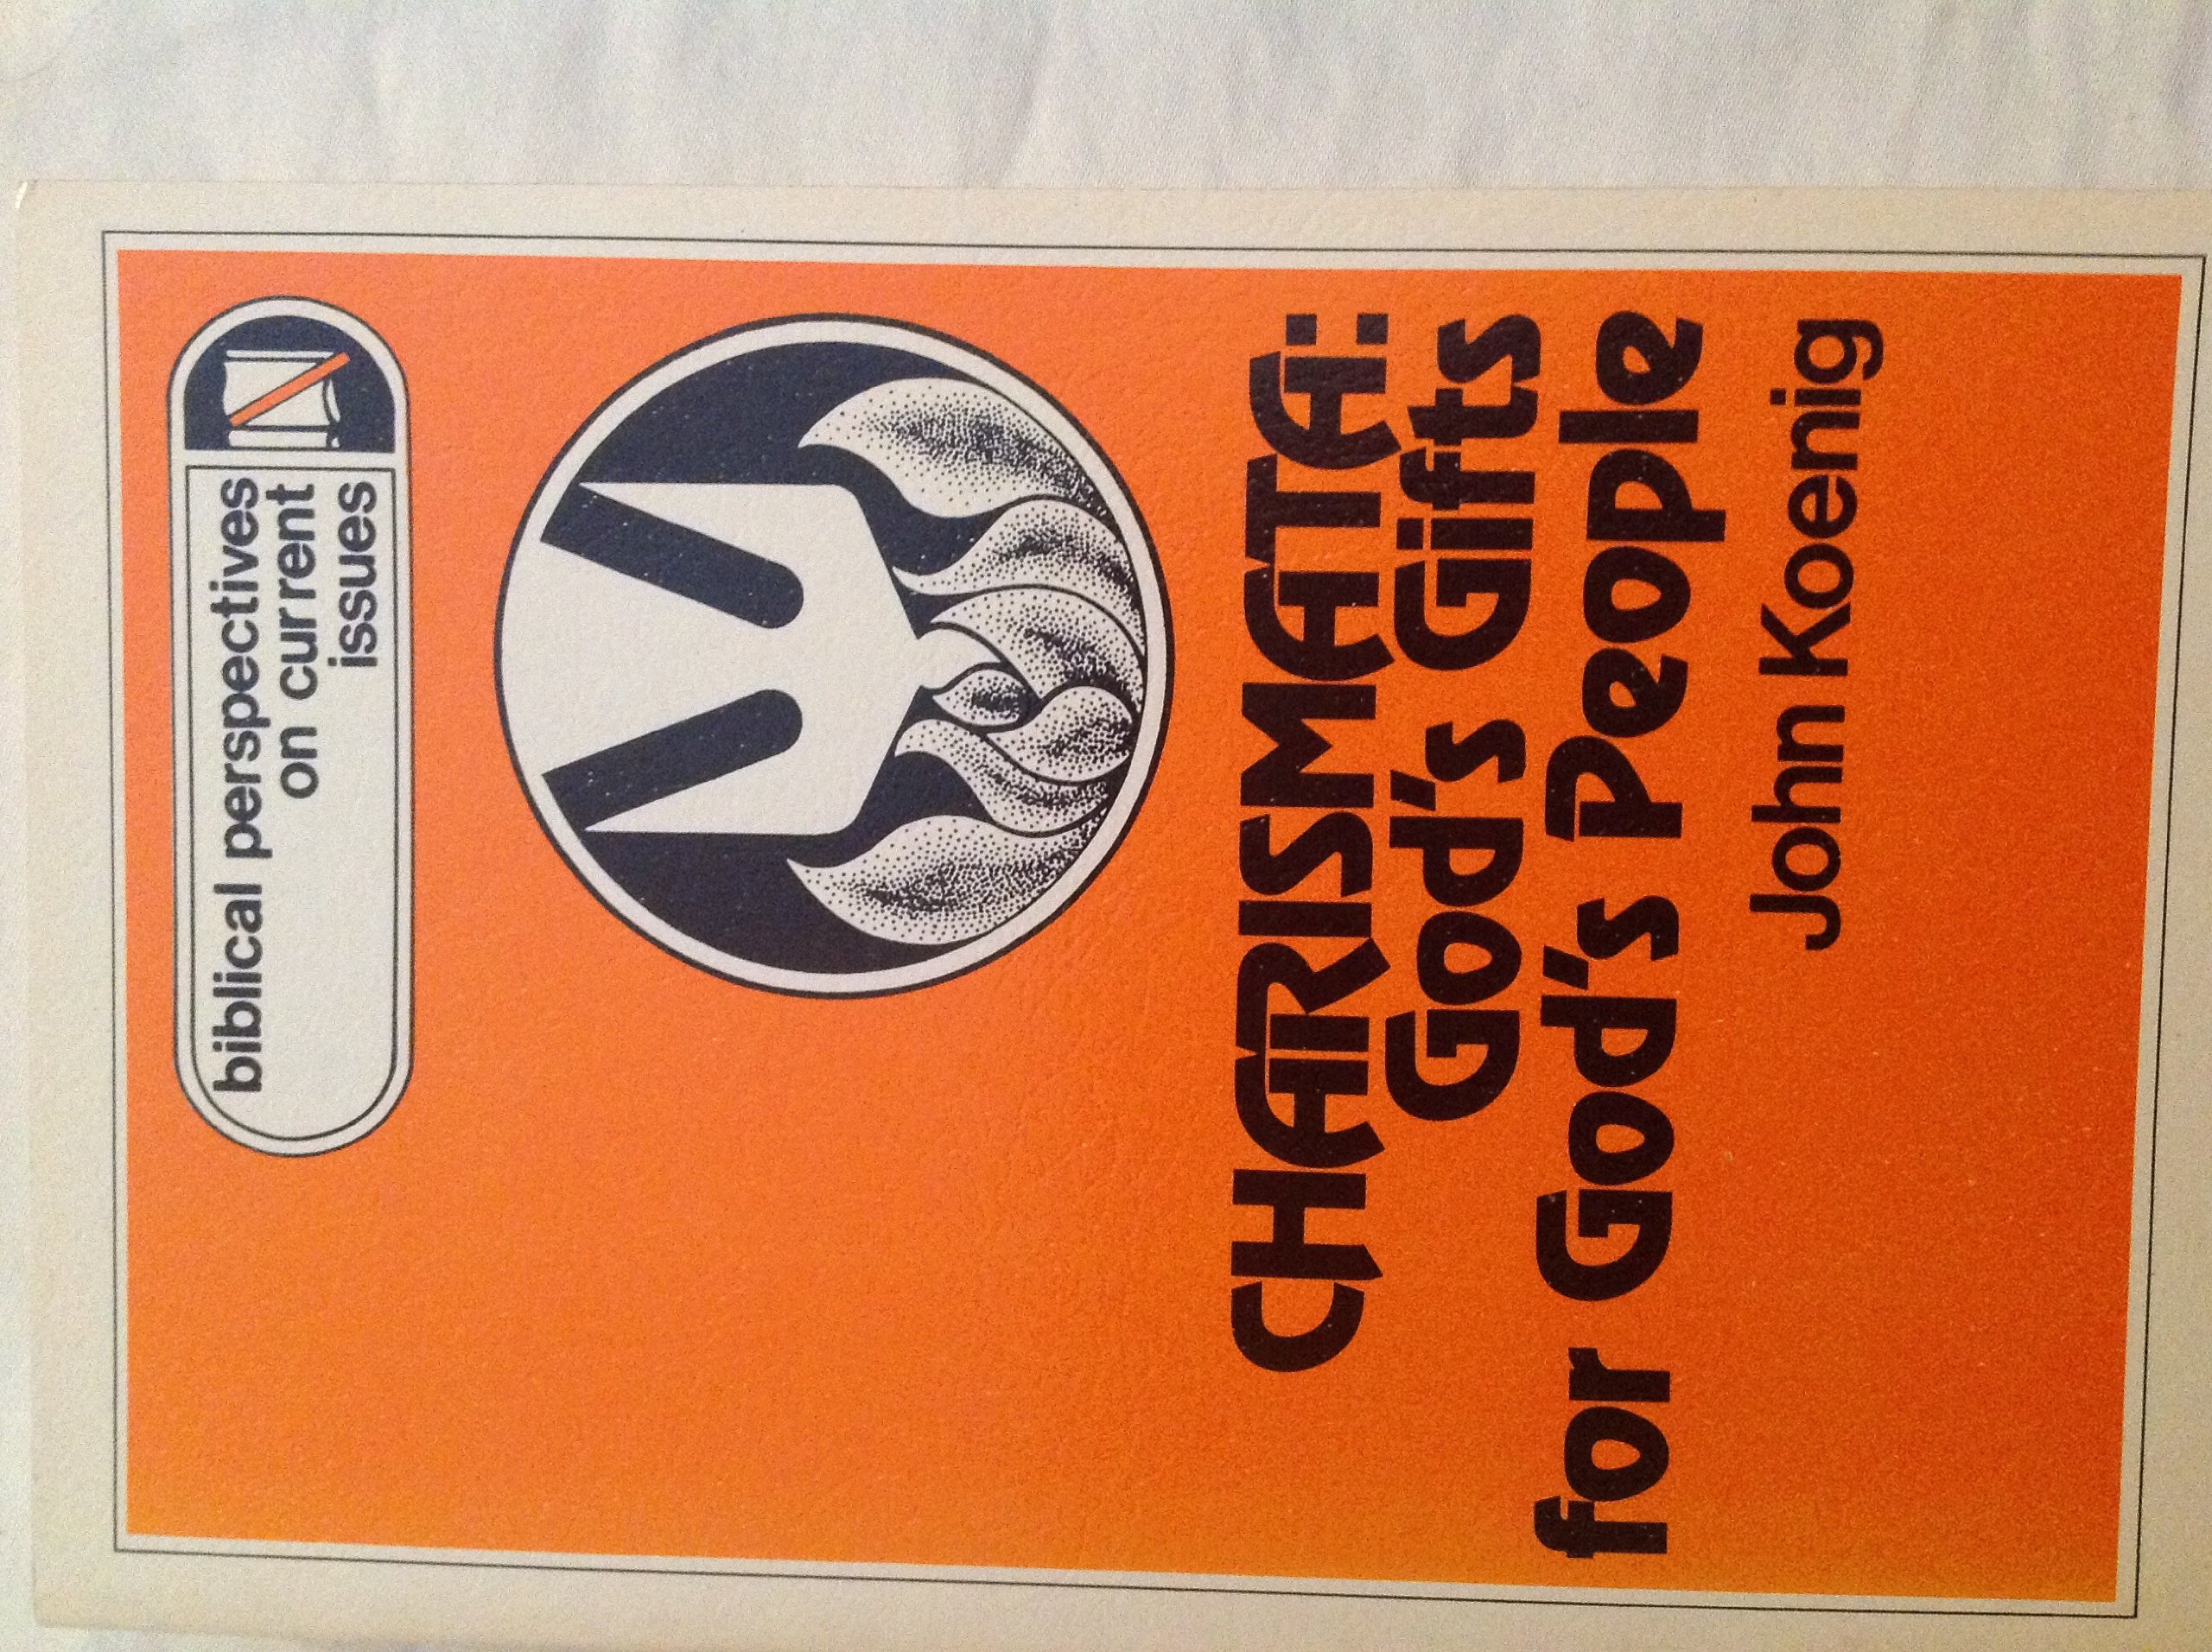 biblical perspectives
on current
issues
CHARISMATA:
God's Gifts
for God's People
John Koenig